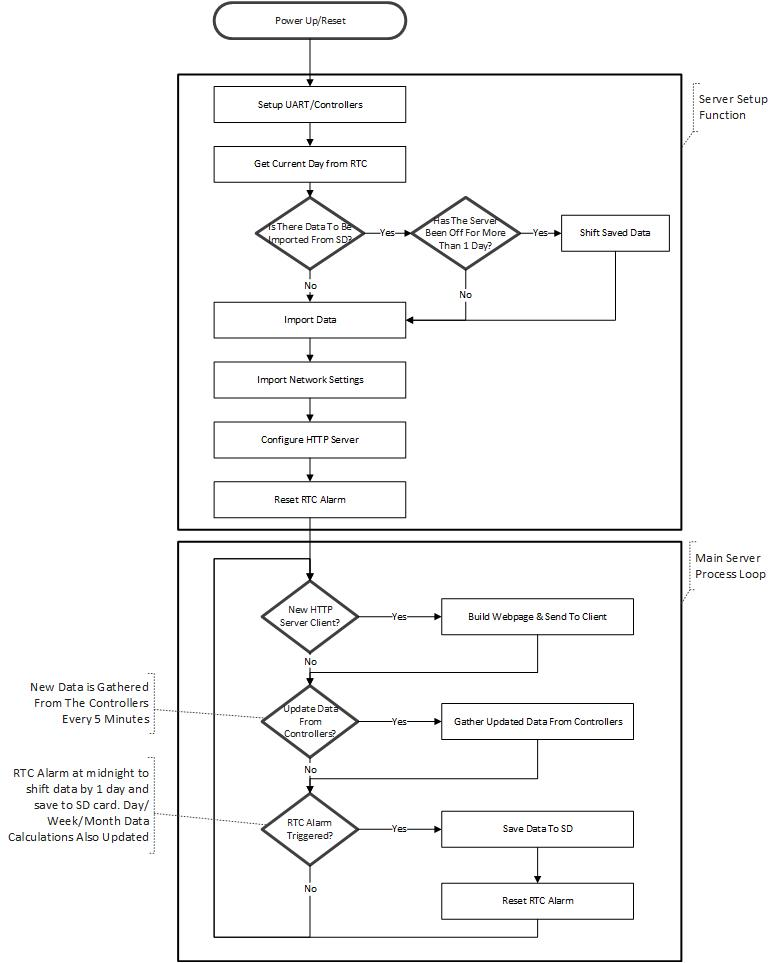 Power Up/Reset
Server Setup
Function
Setup UART/Controllers
Get Current Day from RTC
Is There Data To Be
Imported From SD?
Yes
Has The Server
Been Off For More
Than 1 Day?
Yes
Shift Saved Data
No
No
Import Data
Import Network Settings
Configure HTTP Server
Reset RTC Alarm
Main Server
Process Loop
New HTTP
Server Client?
Yes
Build Webpage & Send To Client
No
New Data is Gathered
From The Controllers
Every 5 Minutes
Update Data
From
Controllers?
Yes
Gather Updated Data From Controllers
No
RTC Alarm at midnight to
shift data by 1 day and
save to SD card. Day/
Week/Month Data
Calculations Also Updated
RTC Alarm
Triggered?
Yes
Save Data To SD
No
Reset RTC Alarm